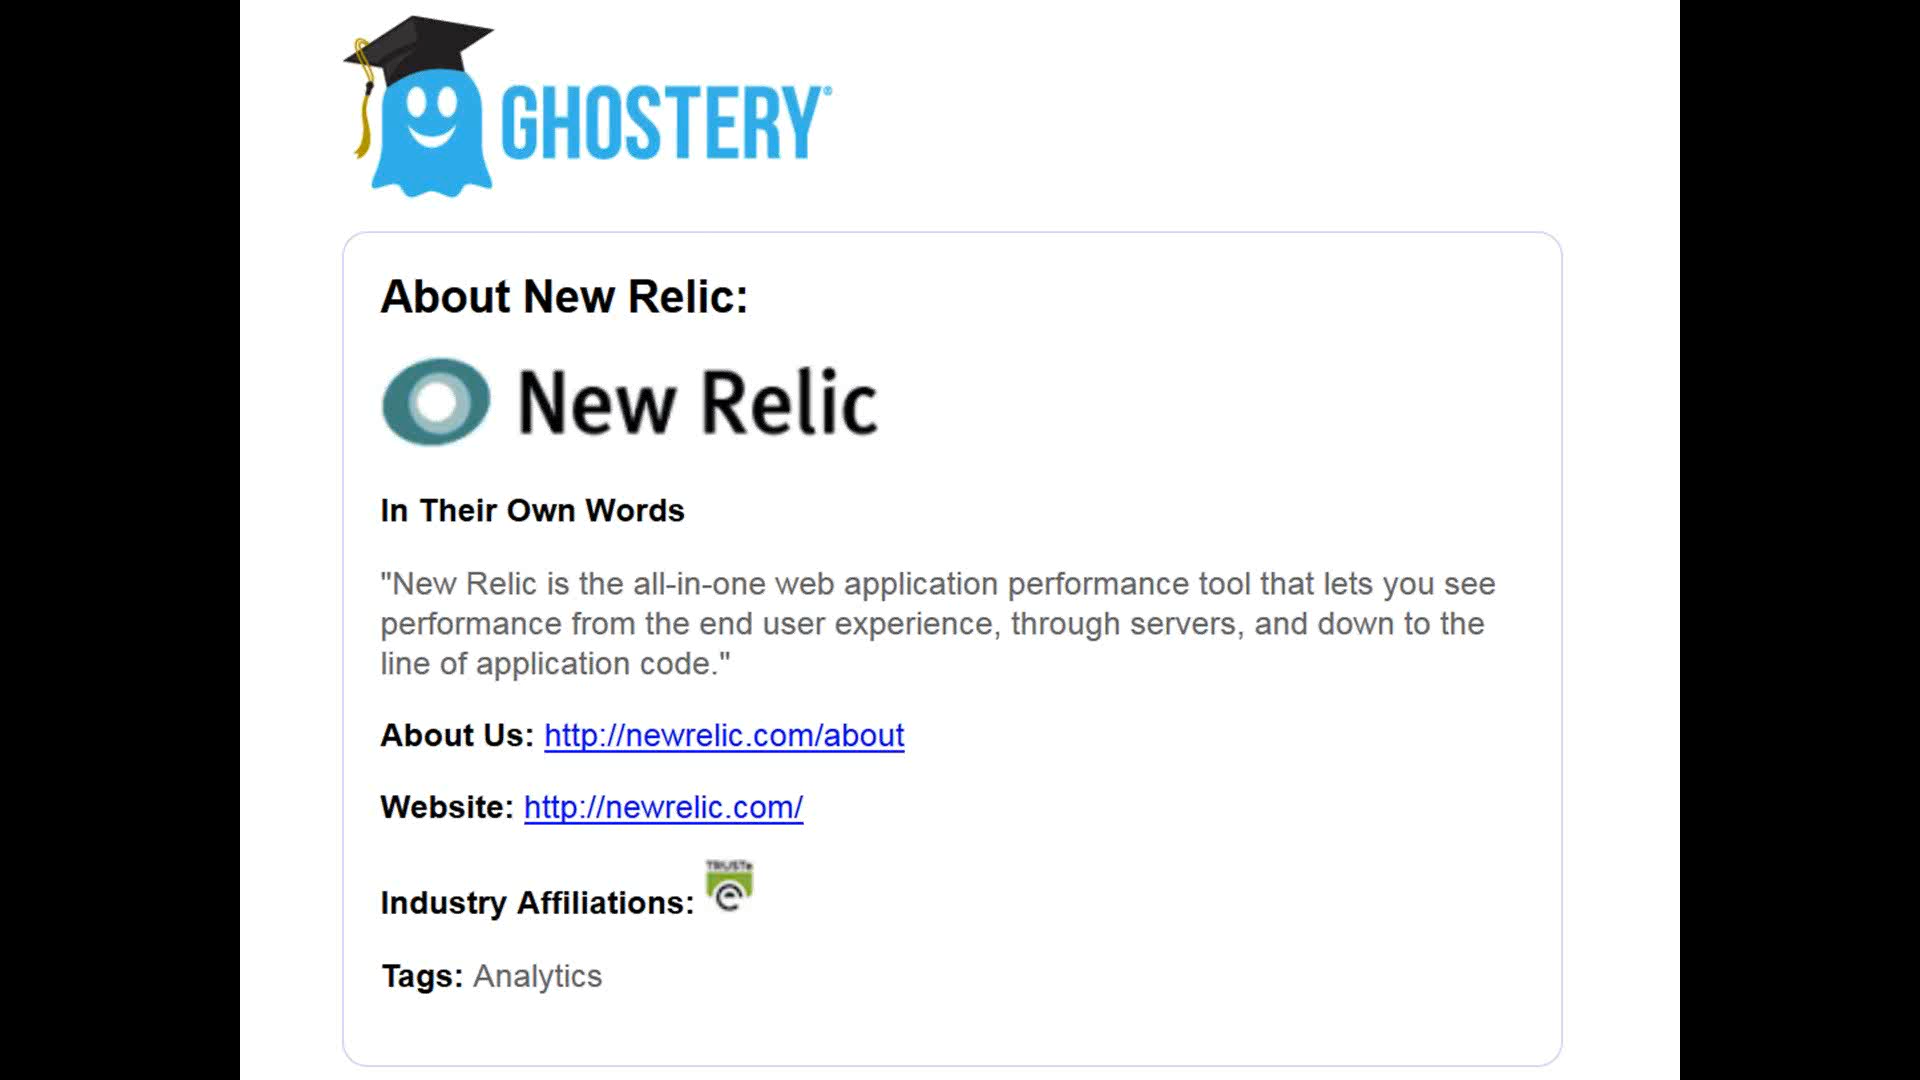 GHOSTERY®
About New Relic:
New Relic
In Their Own Words
"New Relic is the all-in-one web application performance tool that lets you see
performance from the end user experience, through servers, and down to the
line of application code."
About Us: http://newrelic.com/about
Website: http://newrelic.com/
TRUSTe
Industry Affiliations: e
Tags: Analytics